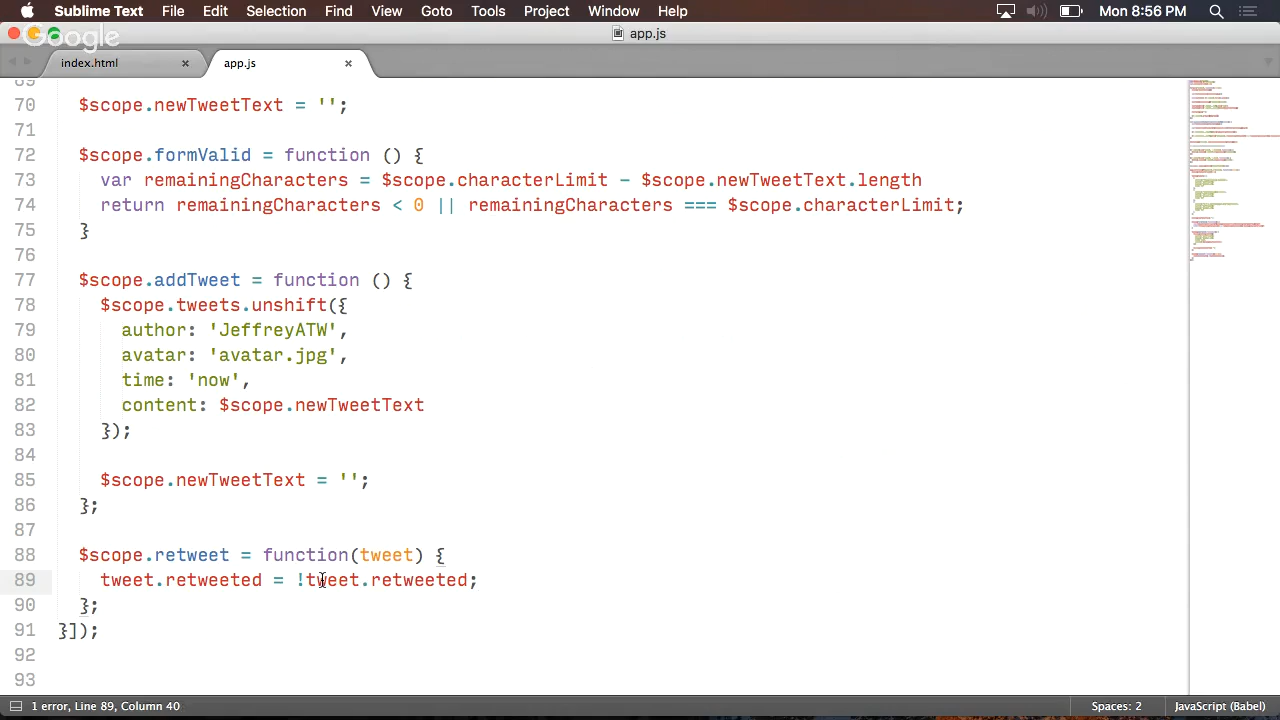 Sublime Text File Edit Selection Find View Goto Tools Project Window Help Mon 8:56 PM
Google
app.js
index.html × app.js ×
69
70 $scope.newTweetText = '';
71
72 $scope.formValid = function () {
73 var remainingCharacters = $scope.characterLimit - $scope.newTweetText.length
74 return remainingCharacters < 0 || remainingCharacters === $scope.characterLimit;
75 }
76
77 $scope.addTweet = function () {
78 $scope.tweets.unshift({
79 author: 'JeffreyATW',
80 avatar: 'avatar.jpg',
81 time: 'now',
82 content: $scope.newTweetText
83 });
84
85 $scope.newTweetText = '';
86 };
87
88 $scope.retweet = function(tweet) {
89 tweet.retweeted = !tweet.retweeted;
90 };
91 }]);
92
93
1 error, Line 89, Column 40 Spaces: 2 JavaScript (Babel)